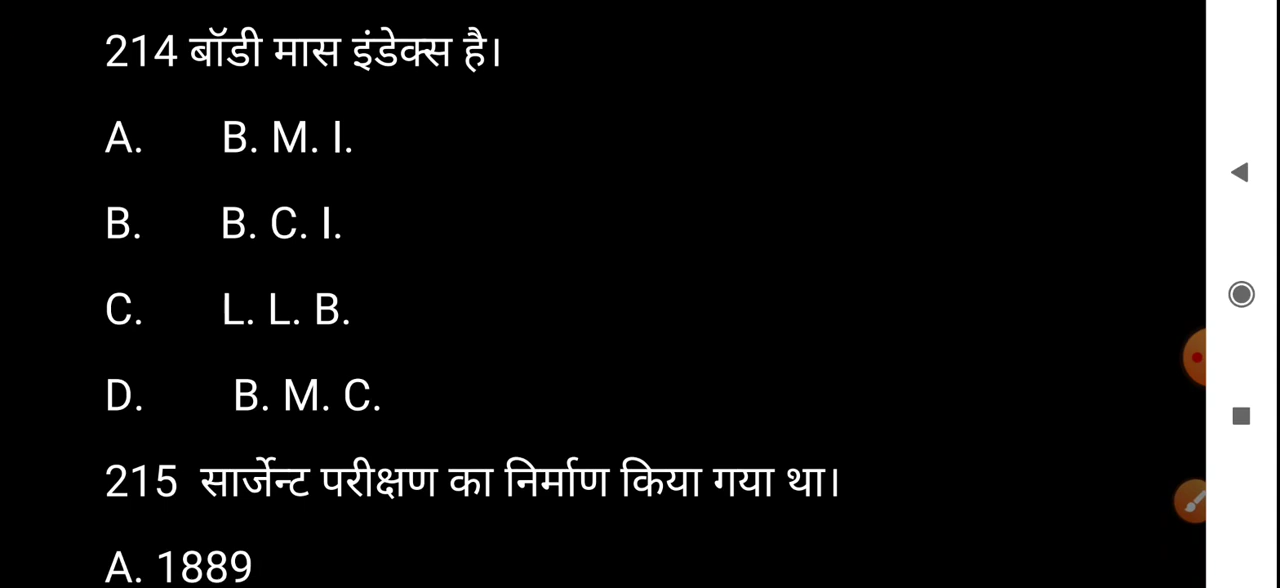 214 बॉडी मास इंडेक्स है।
A. B. M. I.
B. B. C. I.
C. L. L. B.
D. B. M. C.
215 सार्जेन्ट परीक्षण का निर्माण किया गया था।
A. 1889